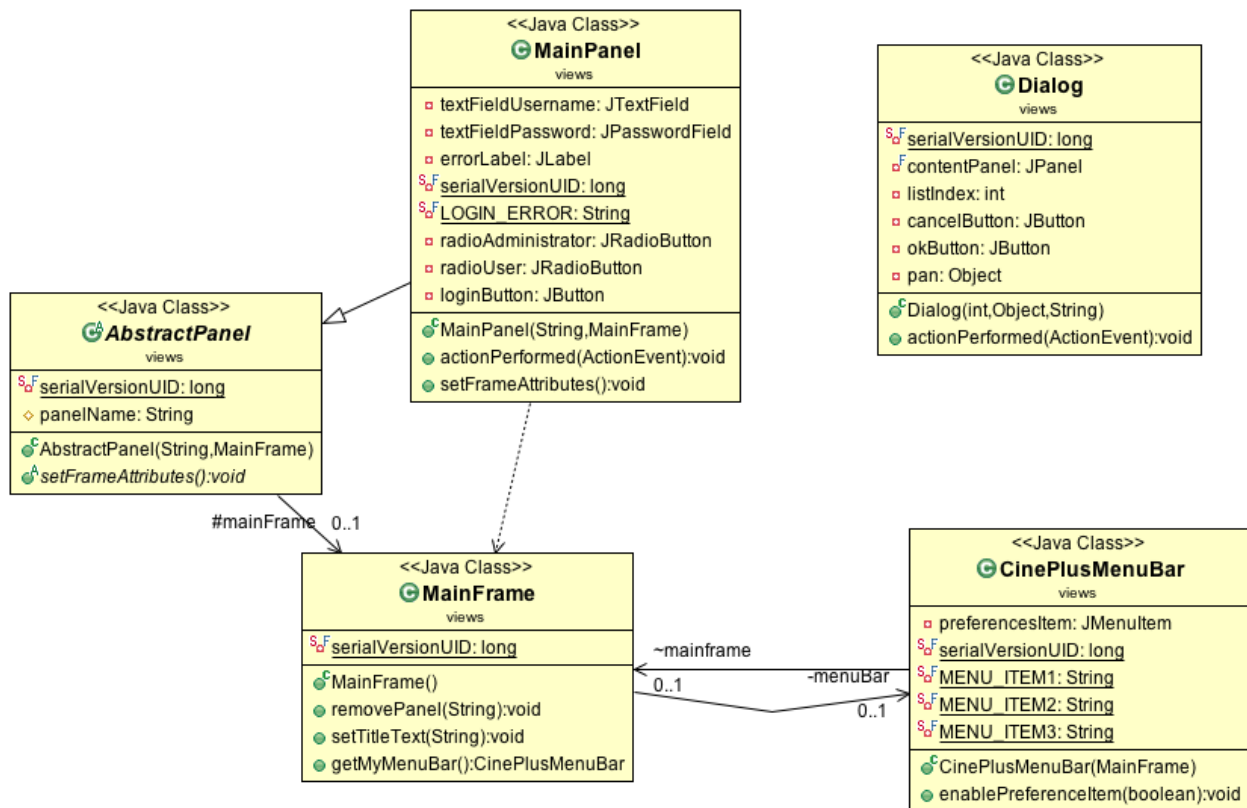 <<Java Class>>
MainPanel
views
textFieldUsername: JTextField
textFieldPassword: JPasswordField
errorLabel: JLabel
serialVersionUID: long
LOGIN_ERROR: String
radioAdministrator: JRadioButton
radioUser: JRadioButton
loginButton: JButton
MainPanel(String,MainFrame)
actionPerformed(ActionEvent):void
setFrameAttributes():void
<<Java Class>>
Dialog
views
serialVersionUID: long
contentPanel: JPanel
listIndex: int
cancelButton: JButton
okButton: JButton
pan: Object
Dialog(int,Object,String)
actionPerformed(ActionEvent):void
<<Java Class>>
AbstractPanel
views
serialVersionUID: long
panelName: String
AbstractPanel(String,MainFrame)
setFrameAttributes():void
#mainFrame 0..1
<<Java Class>>
MainFrame
views
serialVersionUID: long
MainFrame()
removePanel(String):void
setTitleText(String):void
getMyMenuBar():CinePlusMenuBar
~mainframe
0..1
-menuBar
0..1
<<Java Class>>
CinePlusMenuBar
views
preferencesItem: JMenuItem
serialVersionUID: long
MENU_ITEM1: String
MENU_ITEM2: String
MENU_ITEM3: String
CinePlusMenuBar(MainFrame)
enablePreferenceItem(boolean):void